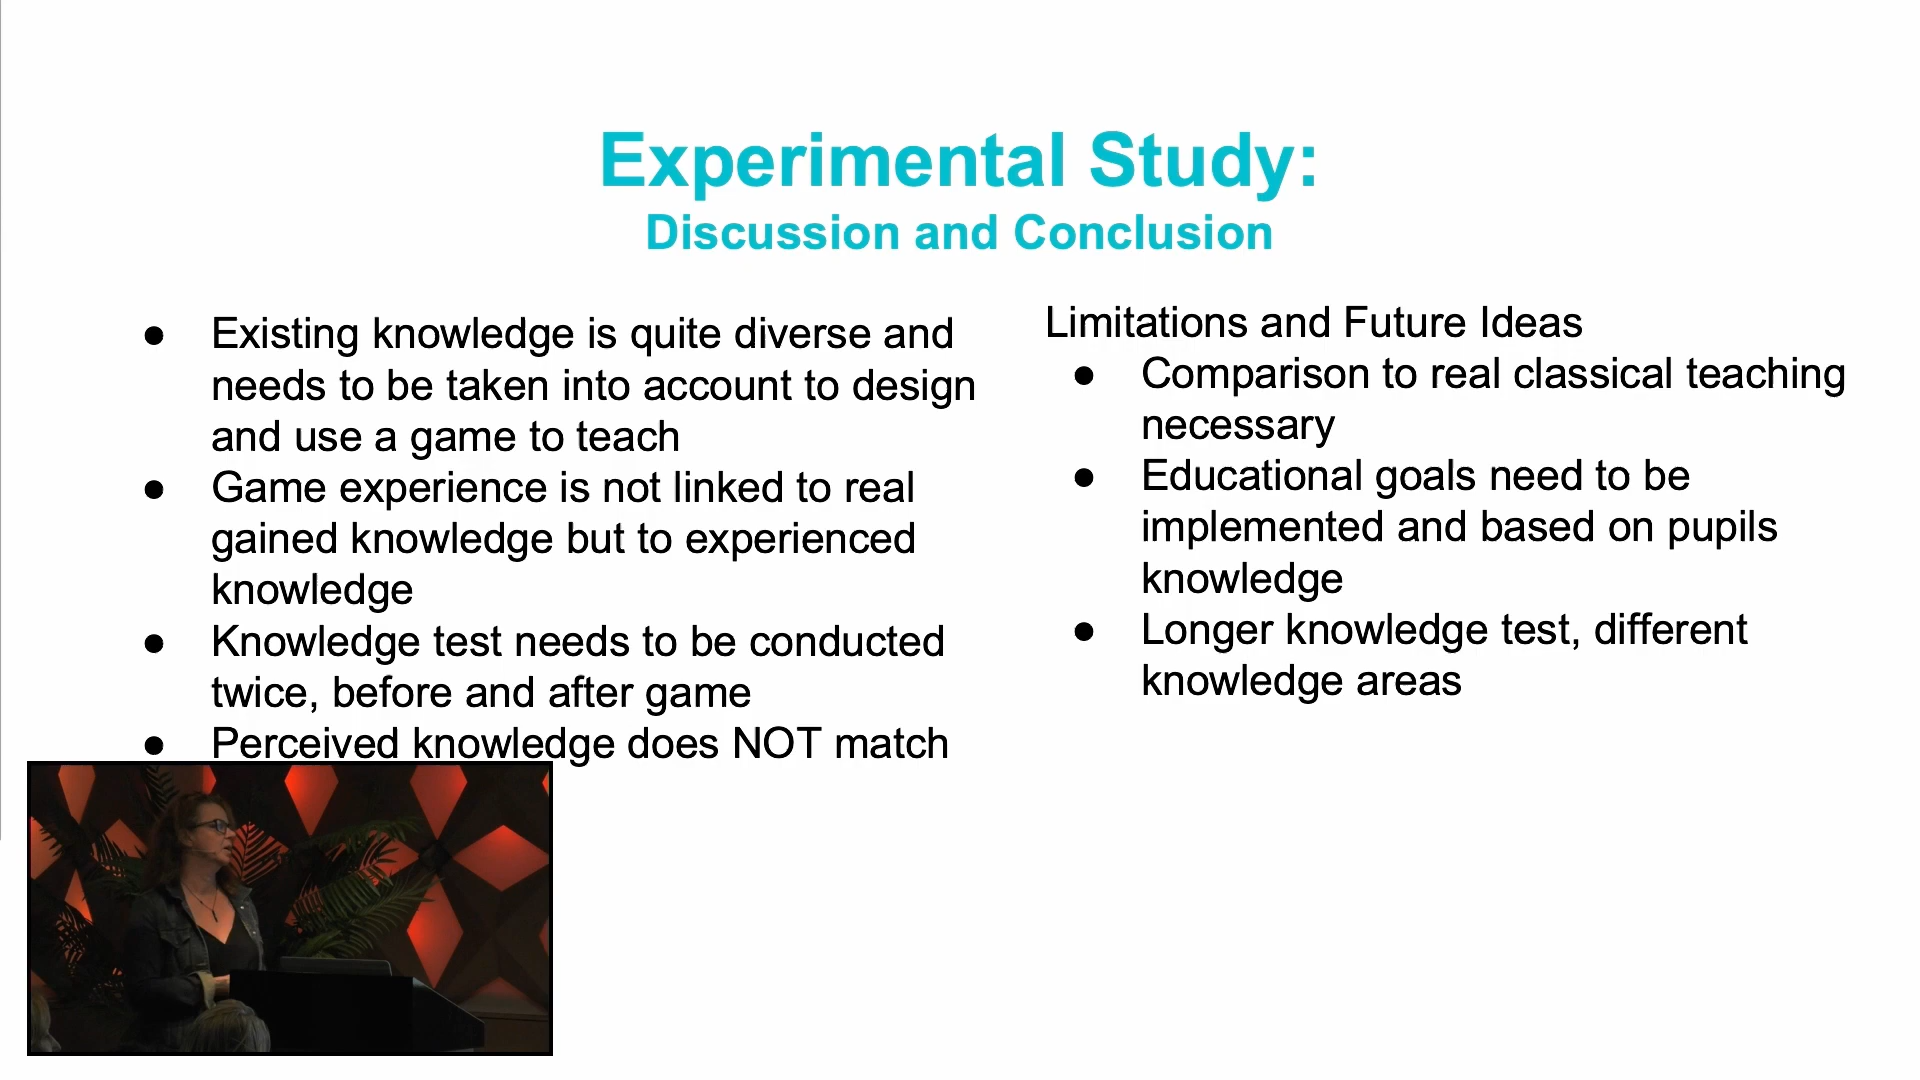 Experimental Study:
Discussion and Conclusion
● Existing knowledge is quite diverse and
needs to be taken into account to design
and use a game to teach
● Game experience is not linked to real
gained knowledge but to experienced
knowledge
● Knowledge test needs to be conducted
twice, before and after game
● Perceived knowledge does NOT match
Limitations and Future Ideas
● Comparison to real classical teaching
necessary
● Educational goals need to be
implemented and based on pupils
knowledge
● Longer knowledge test, different
knowledge areas